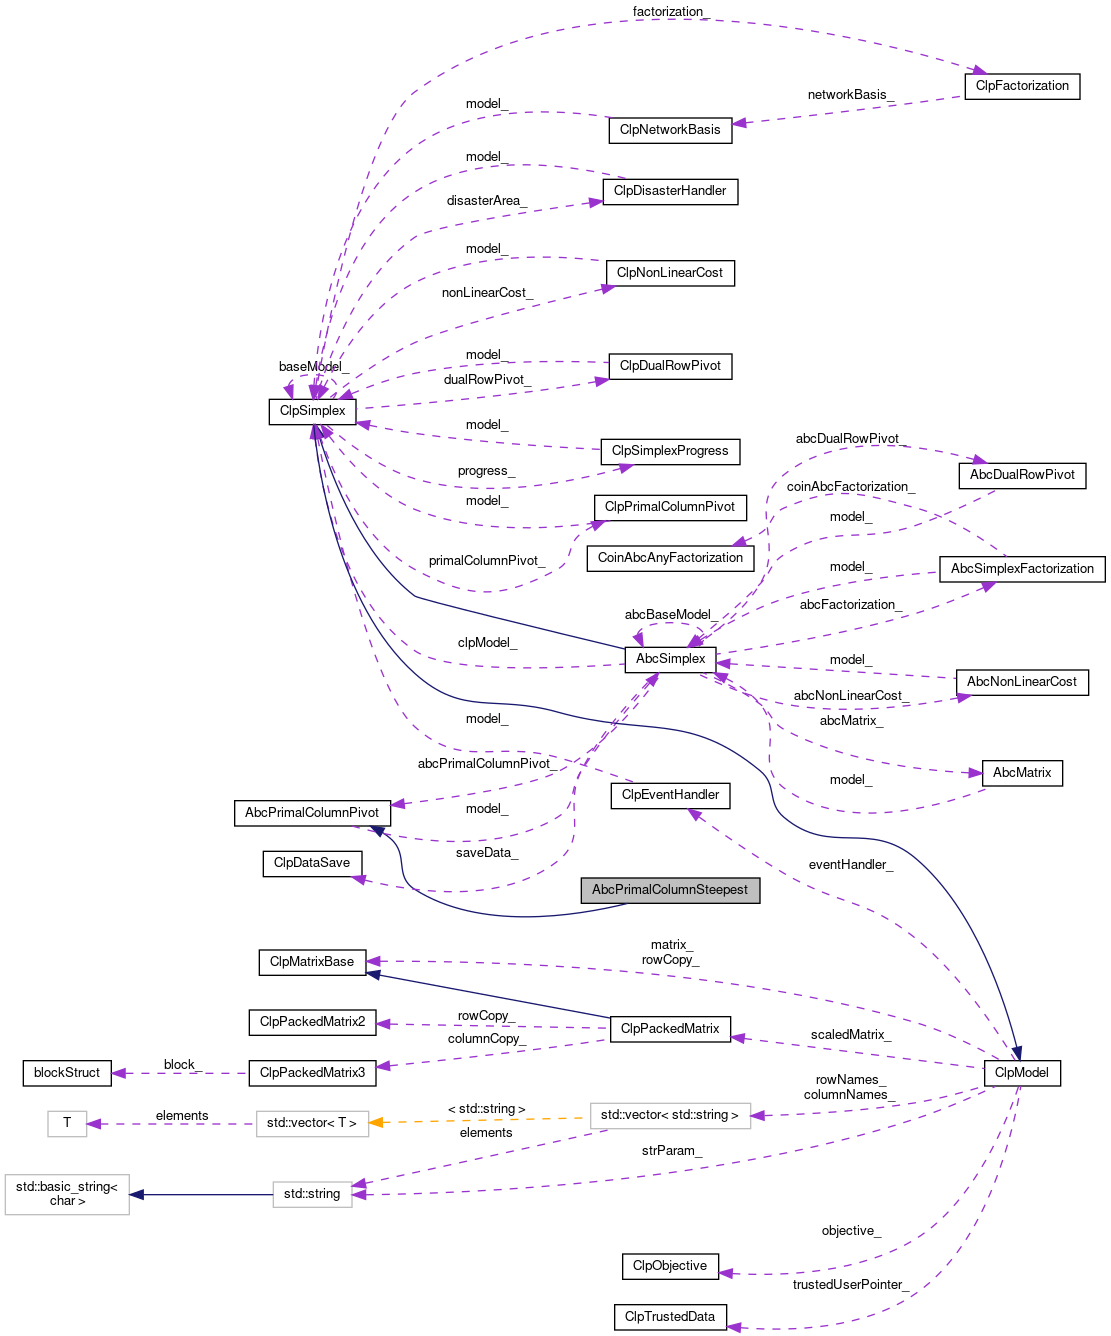 factorization_
ClpFactorization
networkBasis_
model_
ClpNetworkBasis
model_
ClpDisasterHandler
disasterArea_
model_
ClpNonLinearCost
nonLinearCost_
model_
baseModel_
ClpDualRowPivot
dualRowPivot_
ClpSimplex
model_
abcDualRowPivot_
ClpSimplexProgress
progress_
AbcDualRowPivot
coinAbcFactorization_
model_
ClpPrimalColumnPivot
model_
CoinAbcAnyFactorization
primalColumnPivot_
model_
AbcSimplexFactorization
abcFactorization_
abcBaseModel_
clpModel_
AbcSimplex
model_
AbcNonLinearCost
abcNonLinearCost_
model_
abcMatrix_
abcPrimalColumnPivot_
AbcMatrix
model_
ClpEventHandler
AbcPrimalColumnPivot
model_
saveData_
ClpDataSave
eventHandler_
AbcPrimalColumnSteepest
matrix_
rowCopy_
ClpMatrixBase
rowCopy_
ClpPackedMatrix2
ClpPackedMatrix
scaledMatrix_
columnCopy_
block_
blockStruct
ClpPackedMatrix3
ClpModel
rowNames_
columnNames_
elements
< std::string >
T
std::vector< T >
std::vector< std::string >
elements
strParam_
std::basic_string<
char >
std::string
objective_
ClpObjective
trustedUserPointer_
ClpTrustedData